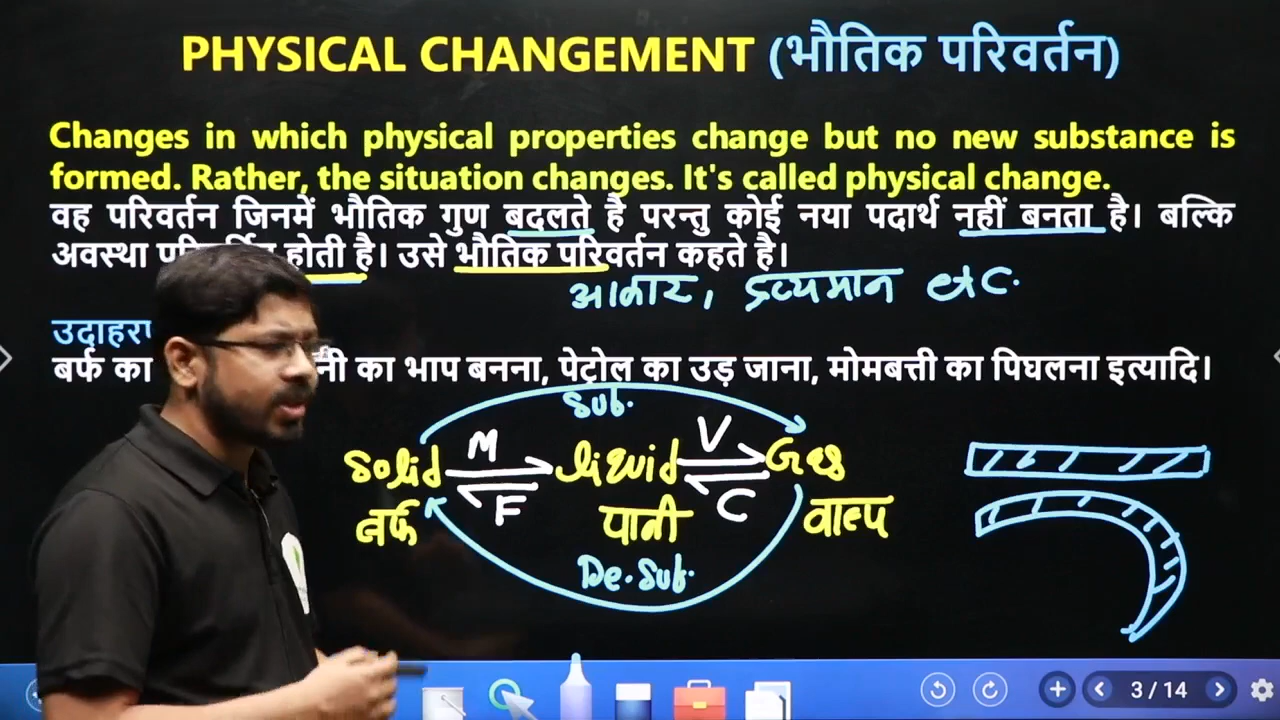 PHYSICAL CHANGEMENT (भौतिक परिवर्तन)
Changes in which physical properties change but no new substance is
formed. Rather, the situation changes. It's called physical change.
वह परिवर्तन जिनमें भौतिक गुण बदलते है परन्तु कोई नया पदार्थ नहीं बनता है। बल्कि
अवस्था होती है। उसे भौतिक परिवर्तन कहते है।
आकार, द्रव्यमान etc.
बर्फ का का भाप बनना, पेट्रोल का उड़ जाना, मोमबत्ती का पिघलना इत्यादि।
Sub.
M V
Solid liquid Gas
F C
बर्फ पानी वाष्प
De.Sub.
3 / 14